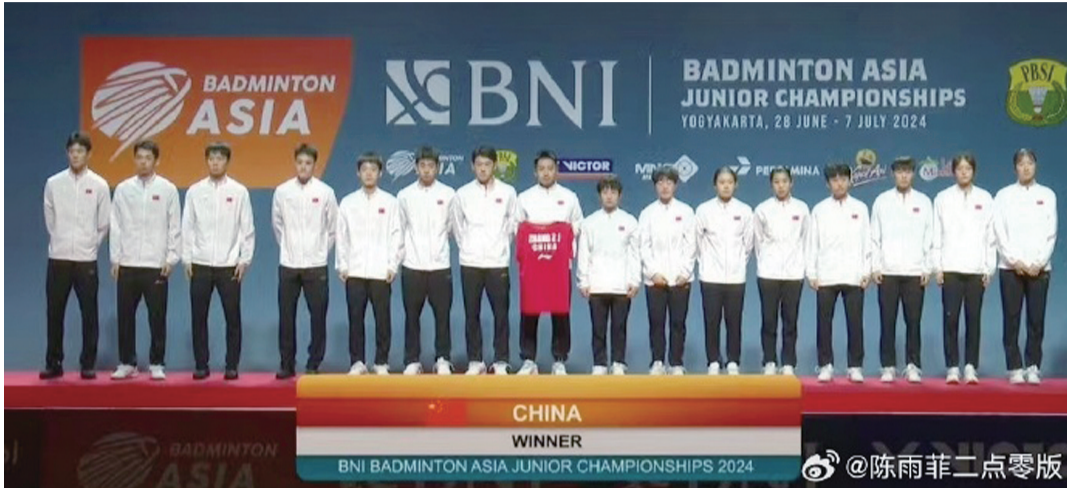 BADMINTON
ASIA
BNI
BADMINTON ASIA
JUNIOR CHAMPIONSHIPS
YOGYAKARTA, 28 JUNE - 7 JULY 2024
PBSI
ASIA
VICTOR
PERTAMINA
CHINA
CHINA
WINNER
BNI BADMINTON ASIA JUNIOR CHAMPIONSHIPS 2024
BADMINTON
ASIA
@陈雨菲二点零版